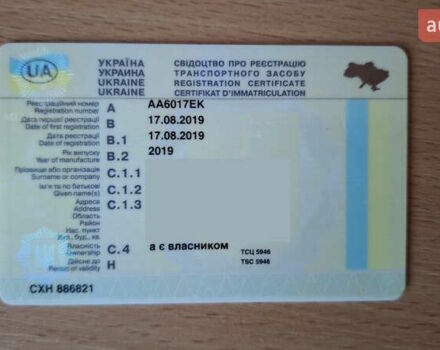 UA
УКРАЇНА
УКРАИНА
UKRAINE
UKRAINE
СВІДОЦТВО ПРО РЕЄСТРАЦІЮ
ТРАНСПОРТНОГО ЗАСОБУ
REGISTRATION CERTIFICATE
CERTIFIKAT D'IMMATRICULATION
Реєстраційний номер
Registration number
A
AA6017EK
Дата першої реєстрації
Date of first registration
B
17.08.2019
Дата реєстрації
Date of registration
B.1
17.08.2019
Рік випуску
Year of manufacture
B.2
2019
Прізвище або організація
Surname or company
C.1.1
Ім'я та по батькові
Given name(s)
C.1.2
Адреса
Address
C.1.3
Область
Район
Нас. пункт
Вул., буд., кв.
Власність
Ownership
C.4
а є власником
ТСЦ 5946
TSC 5946
Дійсне до
Period of validity
H
CXH 886821